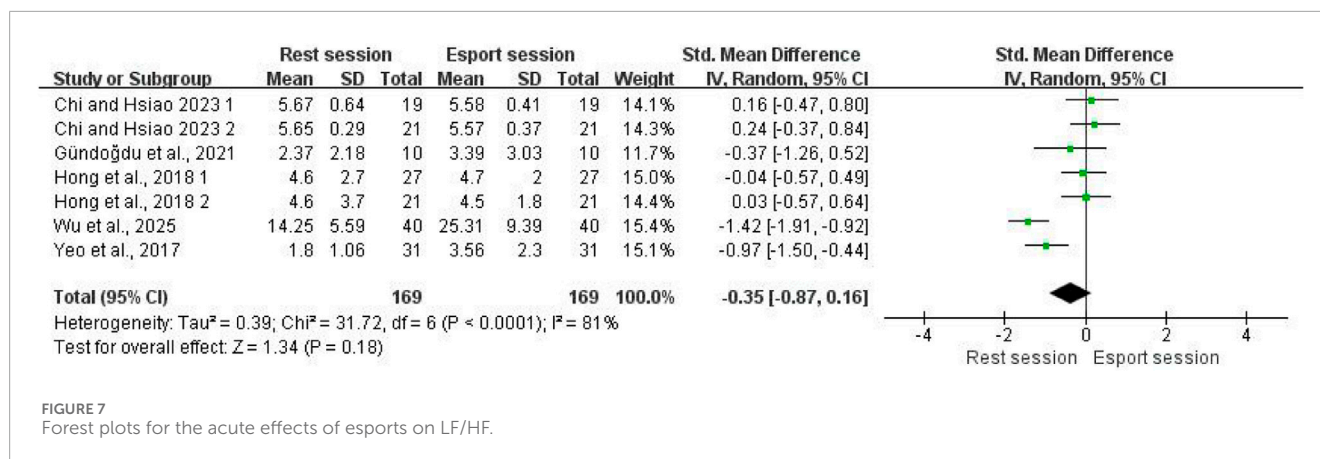 Rest session Esport session Std. Mean Difference Std. Mean Difference
Study or Subgroup Mean SD Total Mean SD Total Weight IV, Random, 95% CI IV, Random, 95% CI
Chi and Hsiao 2023 1 5.67 0.64 19 5.58 0.41 19 14.1% 0.16 [-0.47, 0.80]
Chi and Hsiao 2023 2 5.65 0.29 21 5.57 0.37 21 14.3% 0.24 [-0.37, 0.84]
Gündoğdu et al., 2021 2.37 2.18 10 3.39 3.03 10 11.7% -0.37 [-1.26, 0.52]
Hong et al., 2018 1 4.6 2.7 27 4.7 2 27 15.0% -0.04 [-0.57, 0.49]
Hong et al., 2018 2 4.6 3.7 21 4.5 1.8 21 14.4% 0.03 [-0.57, 0.64]
Wu et al., 2025 14.25 5.59 40 25.31 9.39 40 15.4% -1.42 [-1.91, -0.92]
Yeo et al., 2017 1.8 1.06 31 3.56 2.3 31 15.1% -0.97 [-1.50, -0.44]
Total (95% CI) 169 169 100.0% -0.35 [-0.87, 0.16]
Heterogeneity: Tau² = 0.39; Chi² = 31.72, df = 6 (P < 0.0001); I² = 81%
Test for overall effect: Z = 1.34 (P = 0.18)
-4 -2 0 2 4
Rest session Esport session
FIGURE 7
Forest plots for the acute effects of esports on LF/HF.